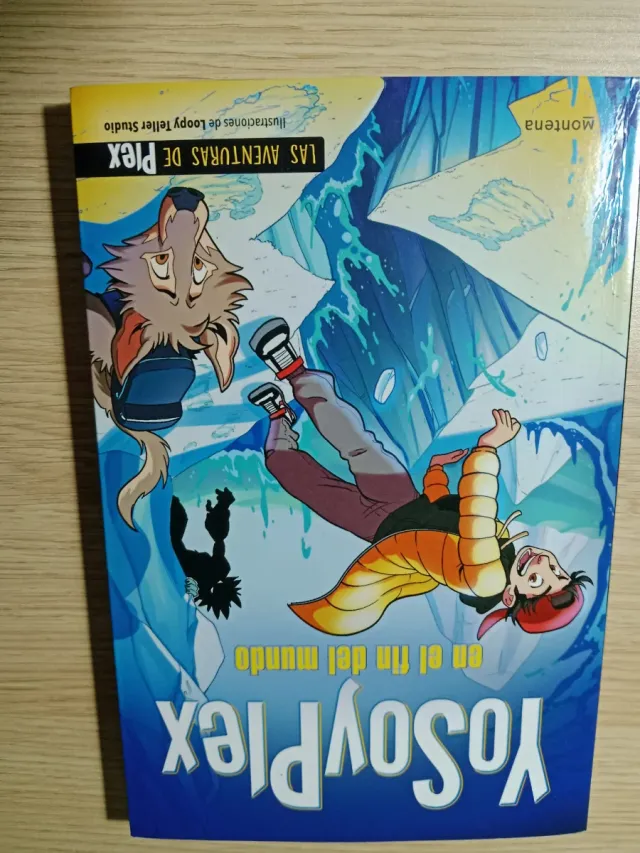 YoSoyPlex
en el fin del mundo
montena
LAS AVENTURAS DE Plex
Ilustraciones de Loopy Teller Studio